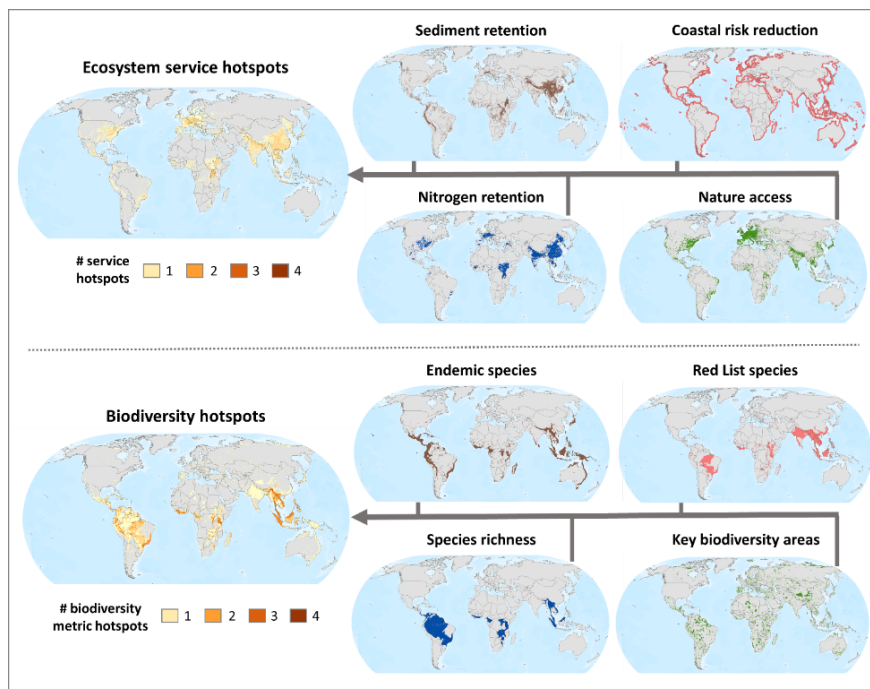 Sediment retention
Coastal risk reduction
Ecosystem service hotspots
Nitrogen retention
Nature access
# service
hotspots
1
2
3
4
Endemic species
Red List species
Biodiversity hotspots
Species richness
Key biodiversity areas
# biodiversity
metric hotspots
1
2
3
4